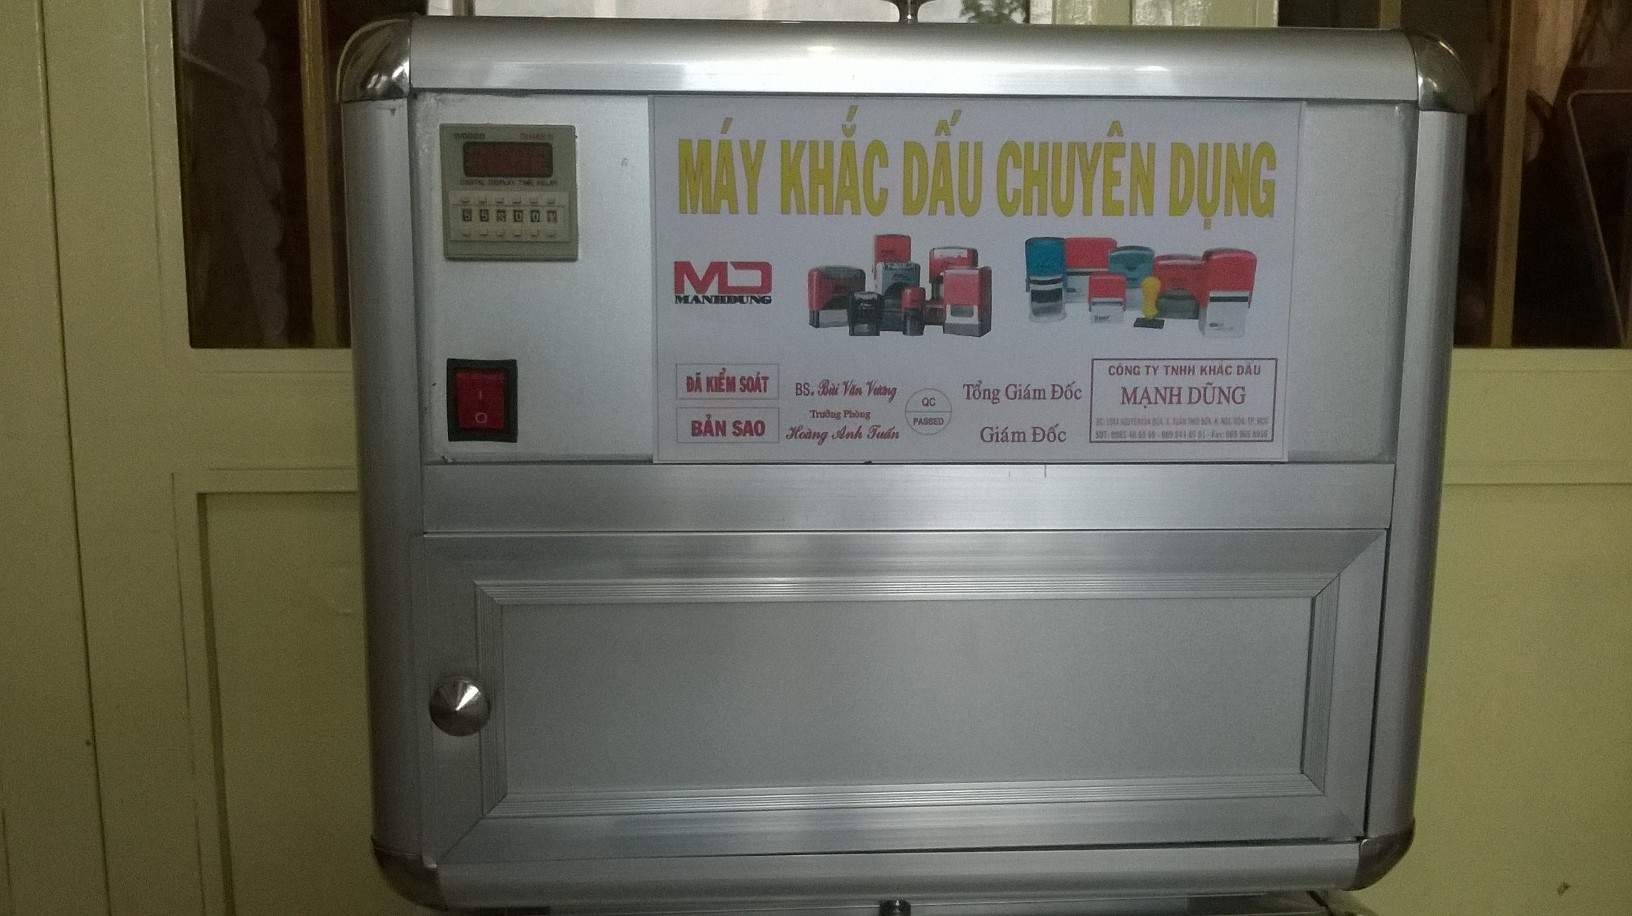 MÁY KHẮC DẤU CHUYÊN DỤNG
DIGITAL DISPLAY TIME RELAY
MD
MANHDUNG
ĐÃ KIỂM SOÁT
BẢN SAO
BS. Bùi Văn Vương
Trưởng Phòng
Hoàng Anh Tuấn
QC
PASSED
Tổng Giám Đốc
Giám Đốc
CÔNG TY TNHH KHẮC DẤU
MẠNH DŨNG
I
O